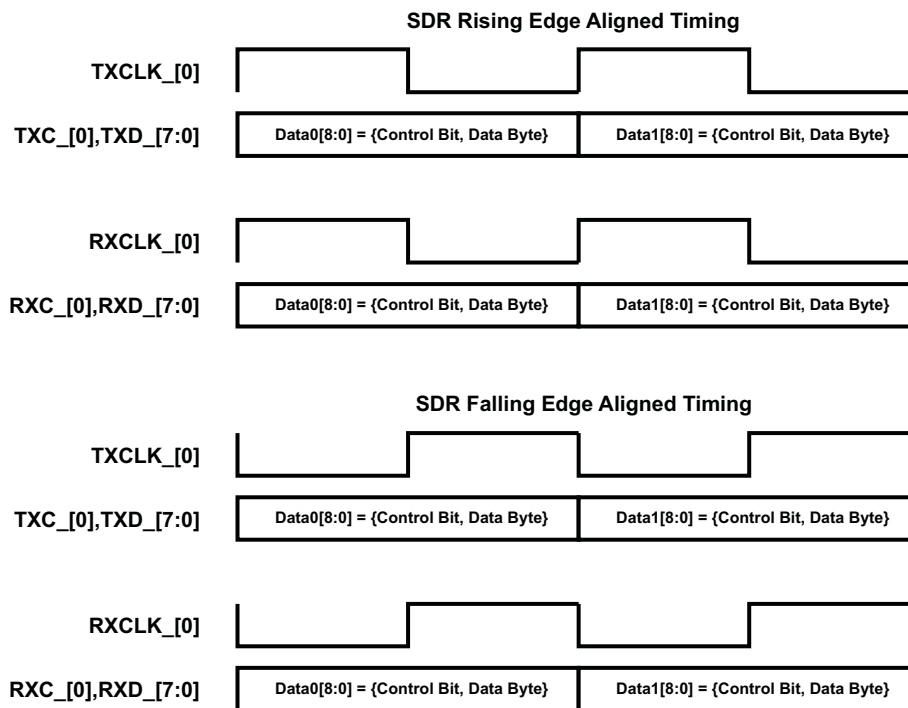 SDR Rising Edge Aligned Timing
TXCLK_[0]
TXC_[0],TXD_[7:0] Data0[8:0] = {Control Bit, Data Byte} Data1[8:0] = {Control Bit, Data Byte}
RXCLK_[0]
RXC_[0],RXD_[7:0] Data0[8:0] = {Control Bit, Data Byte} Data1[8:0] = {Control Bit, Data Byte}
SDR Falling Edge Aligned Timing
TXCLK_[0]
TXC_[0],TXD_[7:0] Data0[8:0] = {Control Bit, Data Byte} Data1[8:0] = {Control Bit, Data Byte}
RXCLK_[0]
RXC_[0],RXD_[7:0] Data0[8:0] = {Control Bit, Data Byte} Data1[8:0] = {Control Bit, Data Byte}